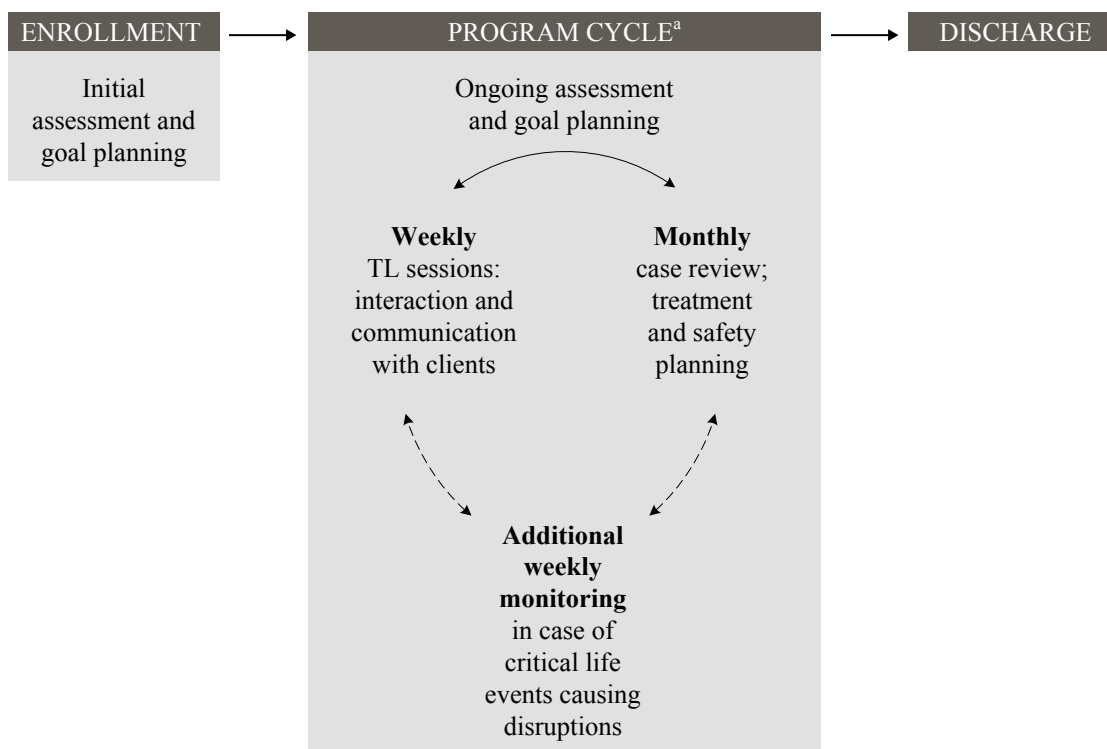 ENROLLMENT
Initial
assessment and
goal planning
PROGRAM CYCLEᵃ
Ongoing assessment
and goal planning
Weekly
TL sessions:
interaction and
communication
with clients
Monthly
case review;
treatment
and safety
planning
Additional
weekly
monitoring
in case of
critical life
events causing
disruptions
DISCHARGE